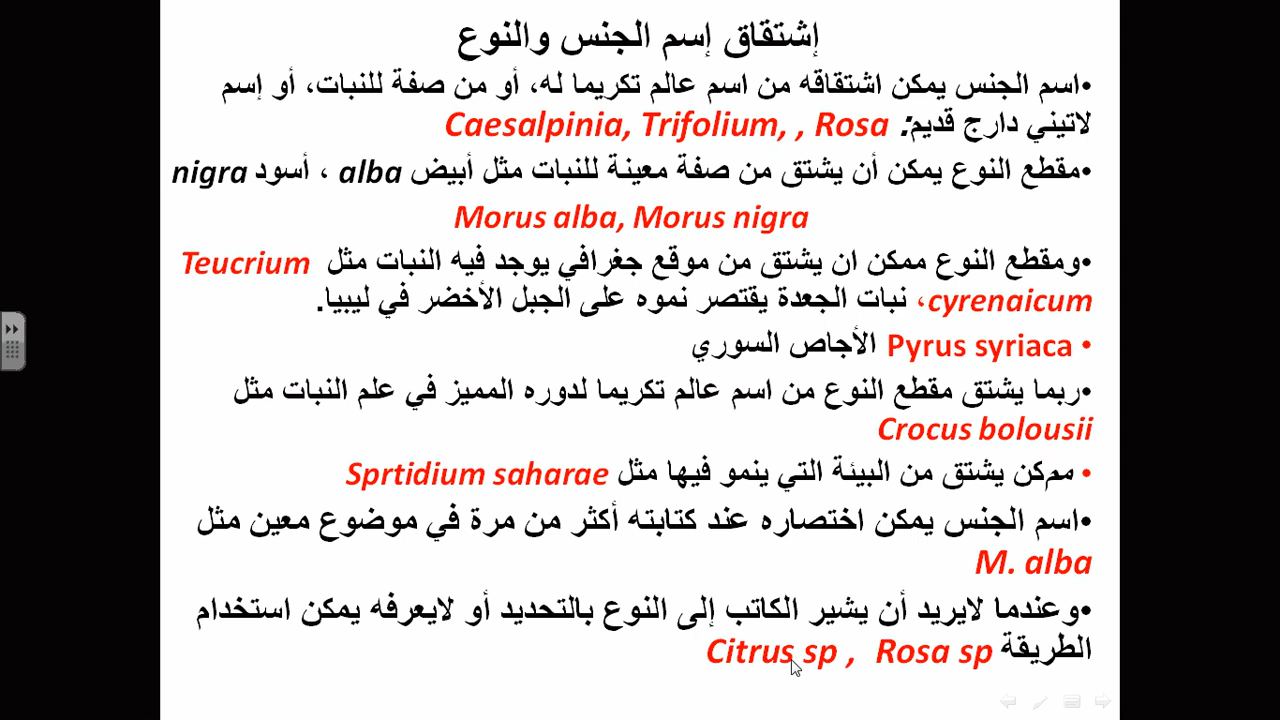 إشتقاق إسم الجنس والنوع
•اسم الجنس يمكن اشتقاقه من اسم عالم تكريما له، أو من صفة للنبات، أو إسم
لاتيني دارج قديم: Caesalpinia, Trifolium, , Rosa
•مقطع النوع يمكن أن يشتق من صفة معينة للنبات مثل أبيض alba ، أسود nigra
Morus alba, Morus nigra
•ومقطع النوع ممكن ان يشتق من موقع جغرافي يوجد فيه النبات مثل Teucrium
cyrenaicum، نبات الجعدة يقتصر نموه على الجبل الأخضر في ليبيا.
• Pyrus syriaca الأجاص السوري
•ربما يشتق مقطع النوع من اسم عالم تكريما لدوره المميز في علم النبات مثل
Crocus bolousii
• ممكن يشتق من البيئة التي ينمو فيها مثل Sprtidium saharae
•اسم الجنس يمكن اختصاره عند كتابته أكثر من مرة في موضوع معين مثل
M. alba
•وعندما لايريد أن يشير الكاتب إلى النوع بالتحديد أو لايعرفه يمكن استخدام
الطريقة Citrus sp , Rosa sp